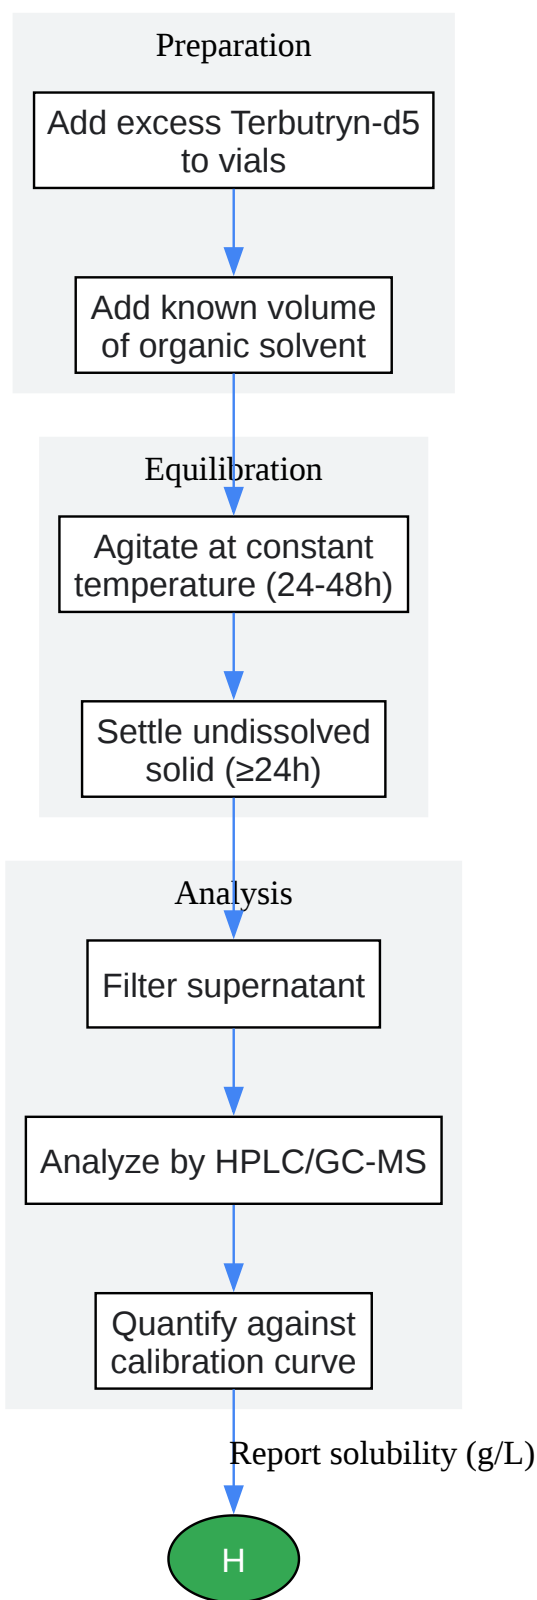 Preparation
Add excess Terbutryn-d5
to vials
Add known volume
of organic solvent
Equilibration
Agitate at constant
temperature (24-48h)
Settle undissolved
solid (≥24h)
Analysis
Filter supernatant
Analyze by HPLC/GC-MS
Quantify against
calibration curve
Report solubility (g/L)
H